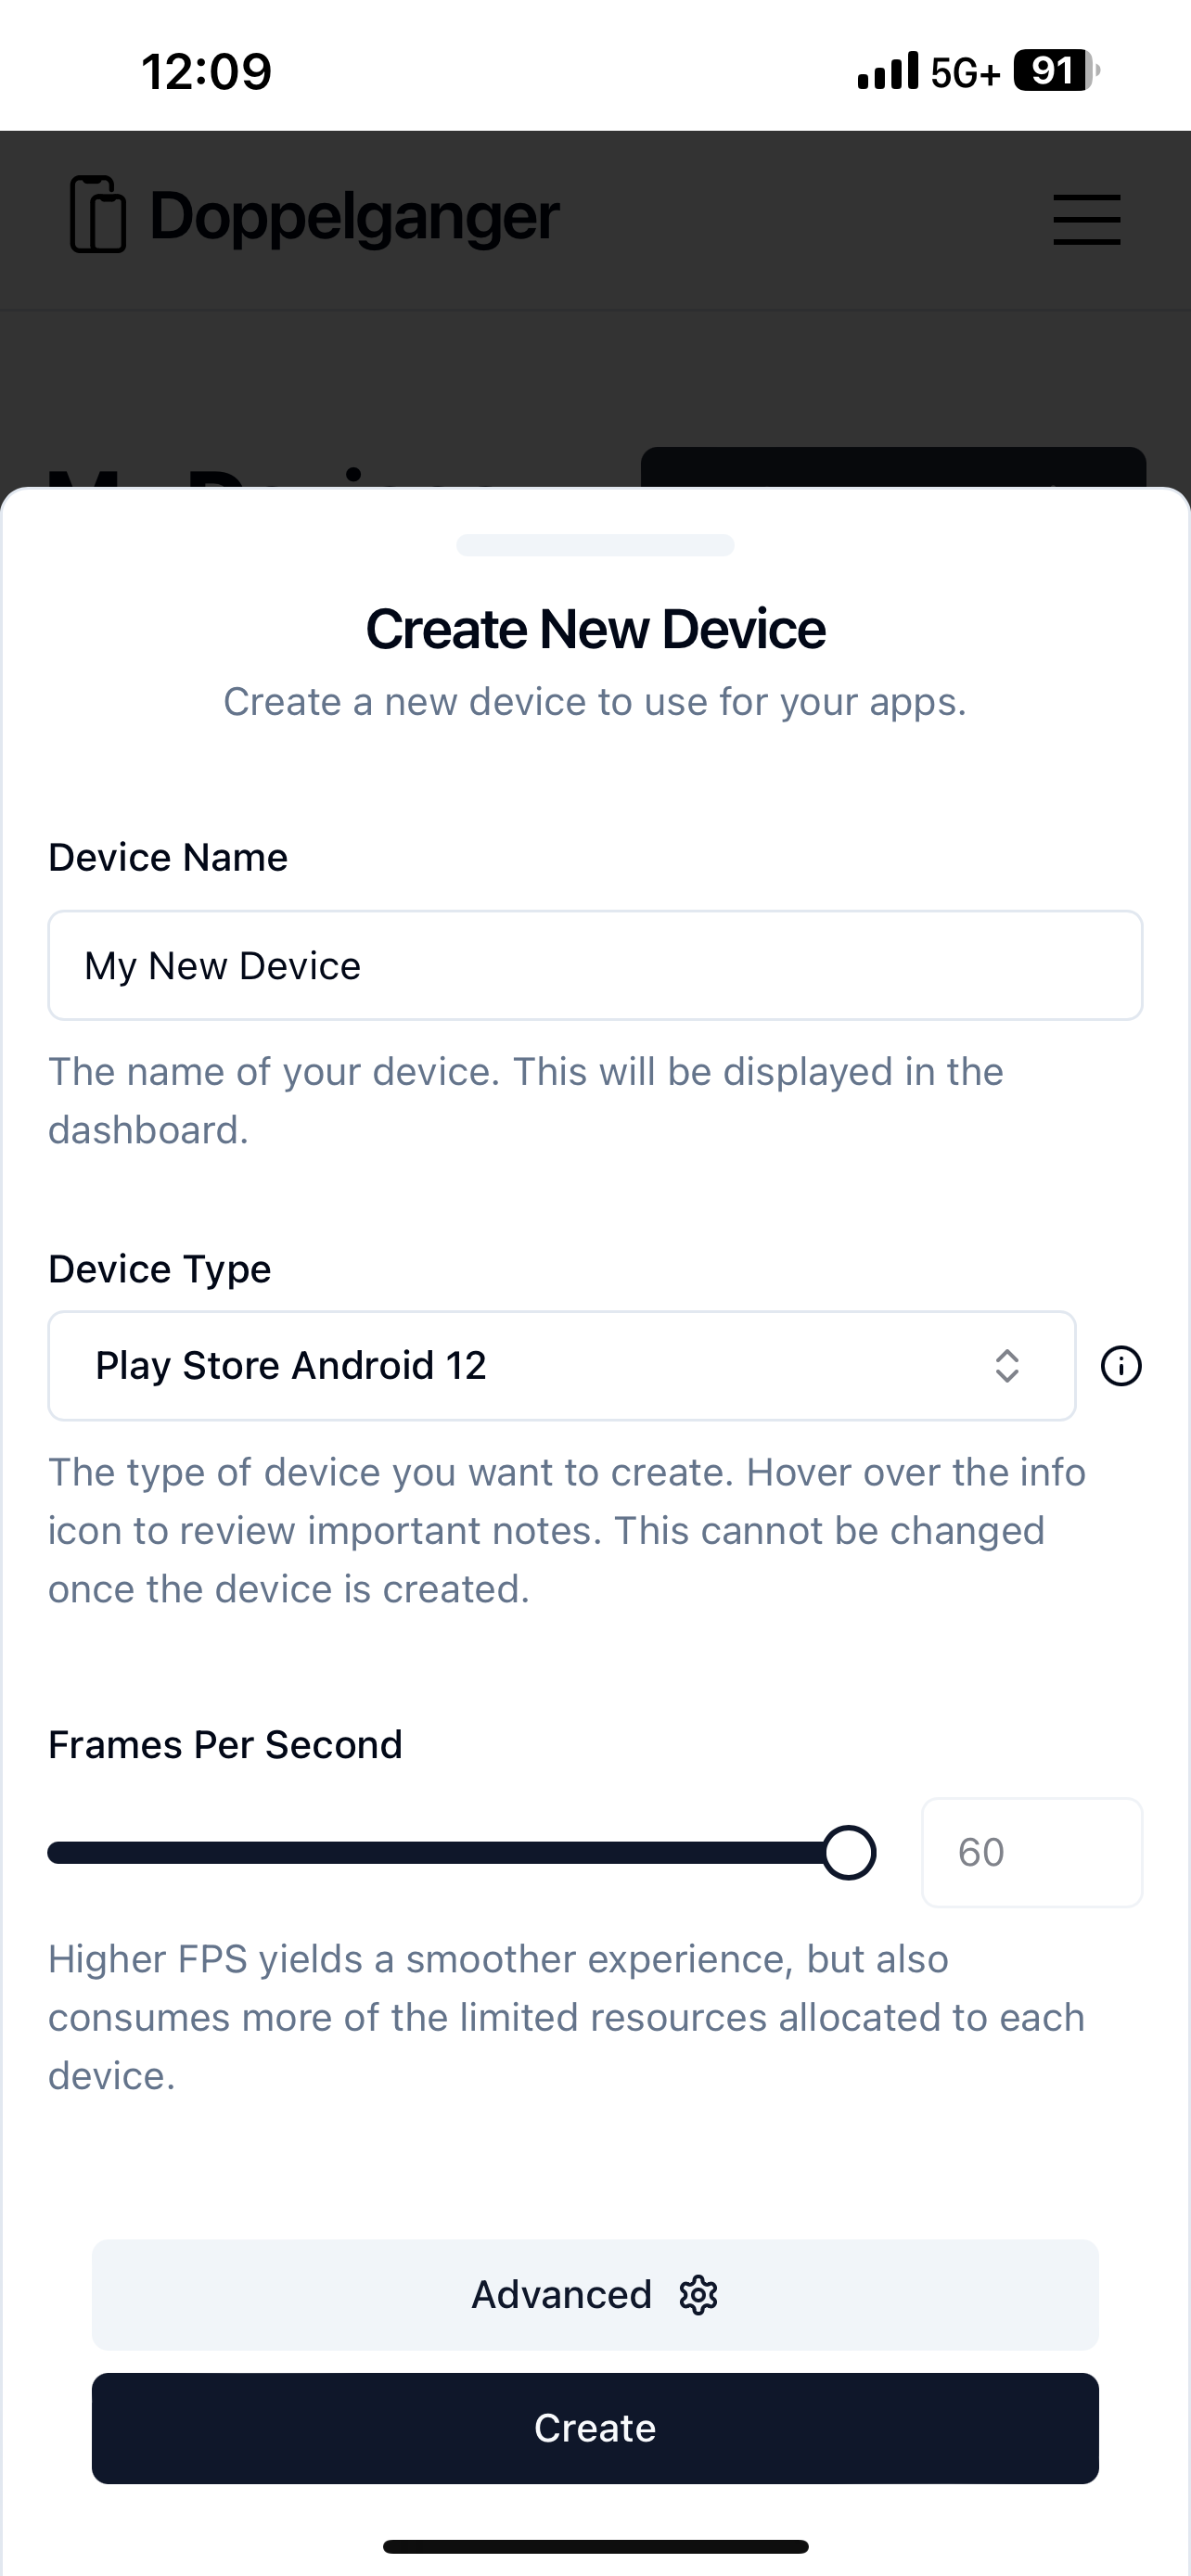 12:09
5G+
91
Doppelganger
Create New Device
Create a new device to use for your apps.
Device Name
My New Device
The name of your device. This will be displayed in the
dashboard.
Device Type
Play Store Android 12
The type of device you want to create. Hover over the info
icon to review important notes. This cannot be changed
once the device is created.
Frames Per Second
60
Higher FPS yields a smoother experience, but also
consumes more of the limited resources allocated to each
device.
Advanced
Create